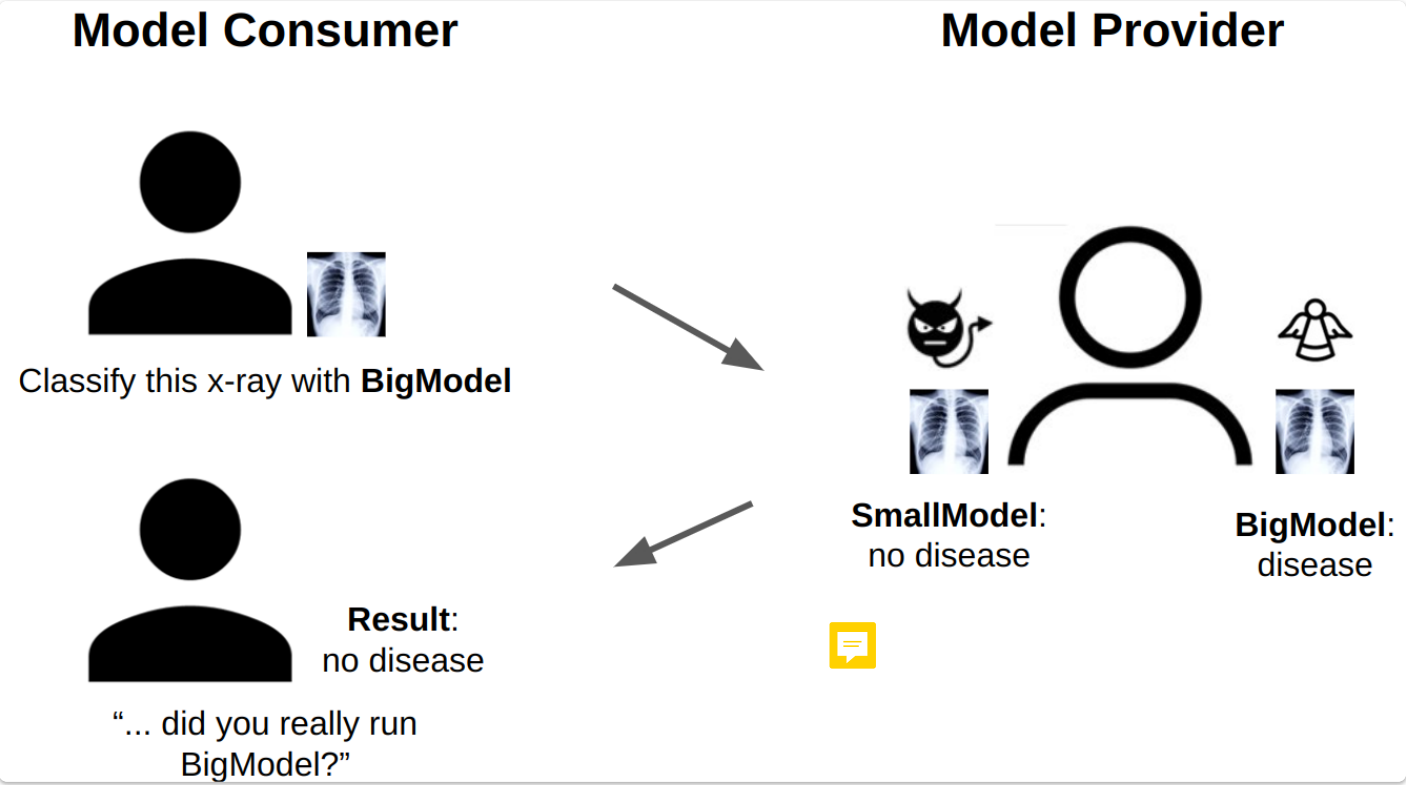 Model Consumer
Model Provider
Classify this x-ray with BigModel
SmallModel:
no disease
BigModel:
disease
Result:
no disease
“... did you really run
BigModel?”